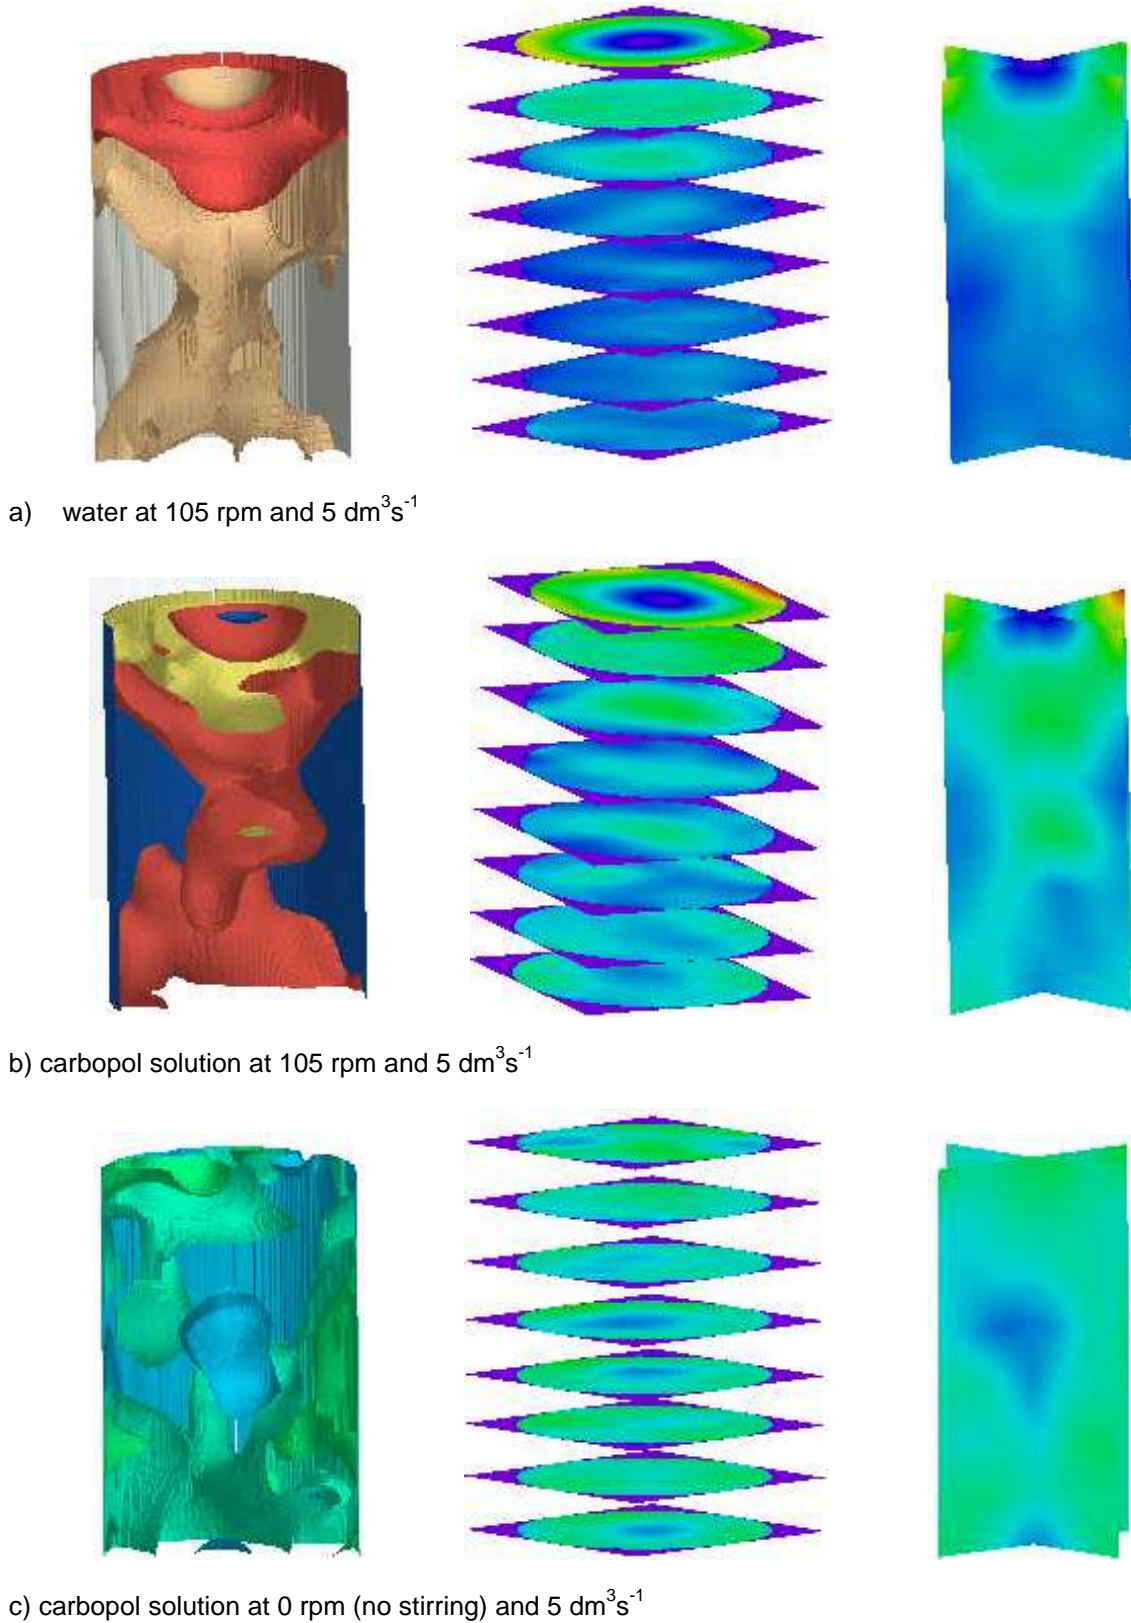 a) water at 105 rpm and 5 dm³s⁻¹
b) carbopol solution at 105 rpm and 5 dm³s⁻¹
c) carbopol solution at 0 rpm (no stirring) and 5 dm³s⁻¹